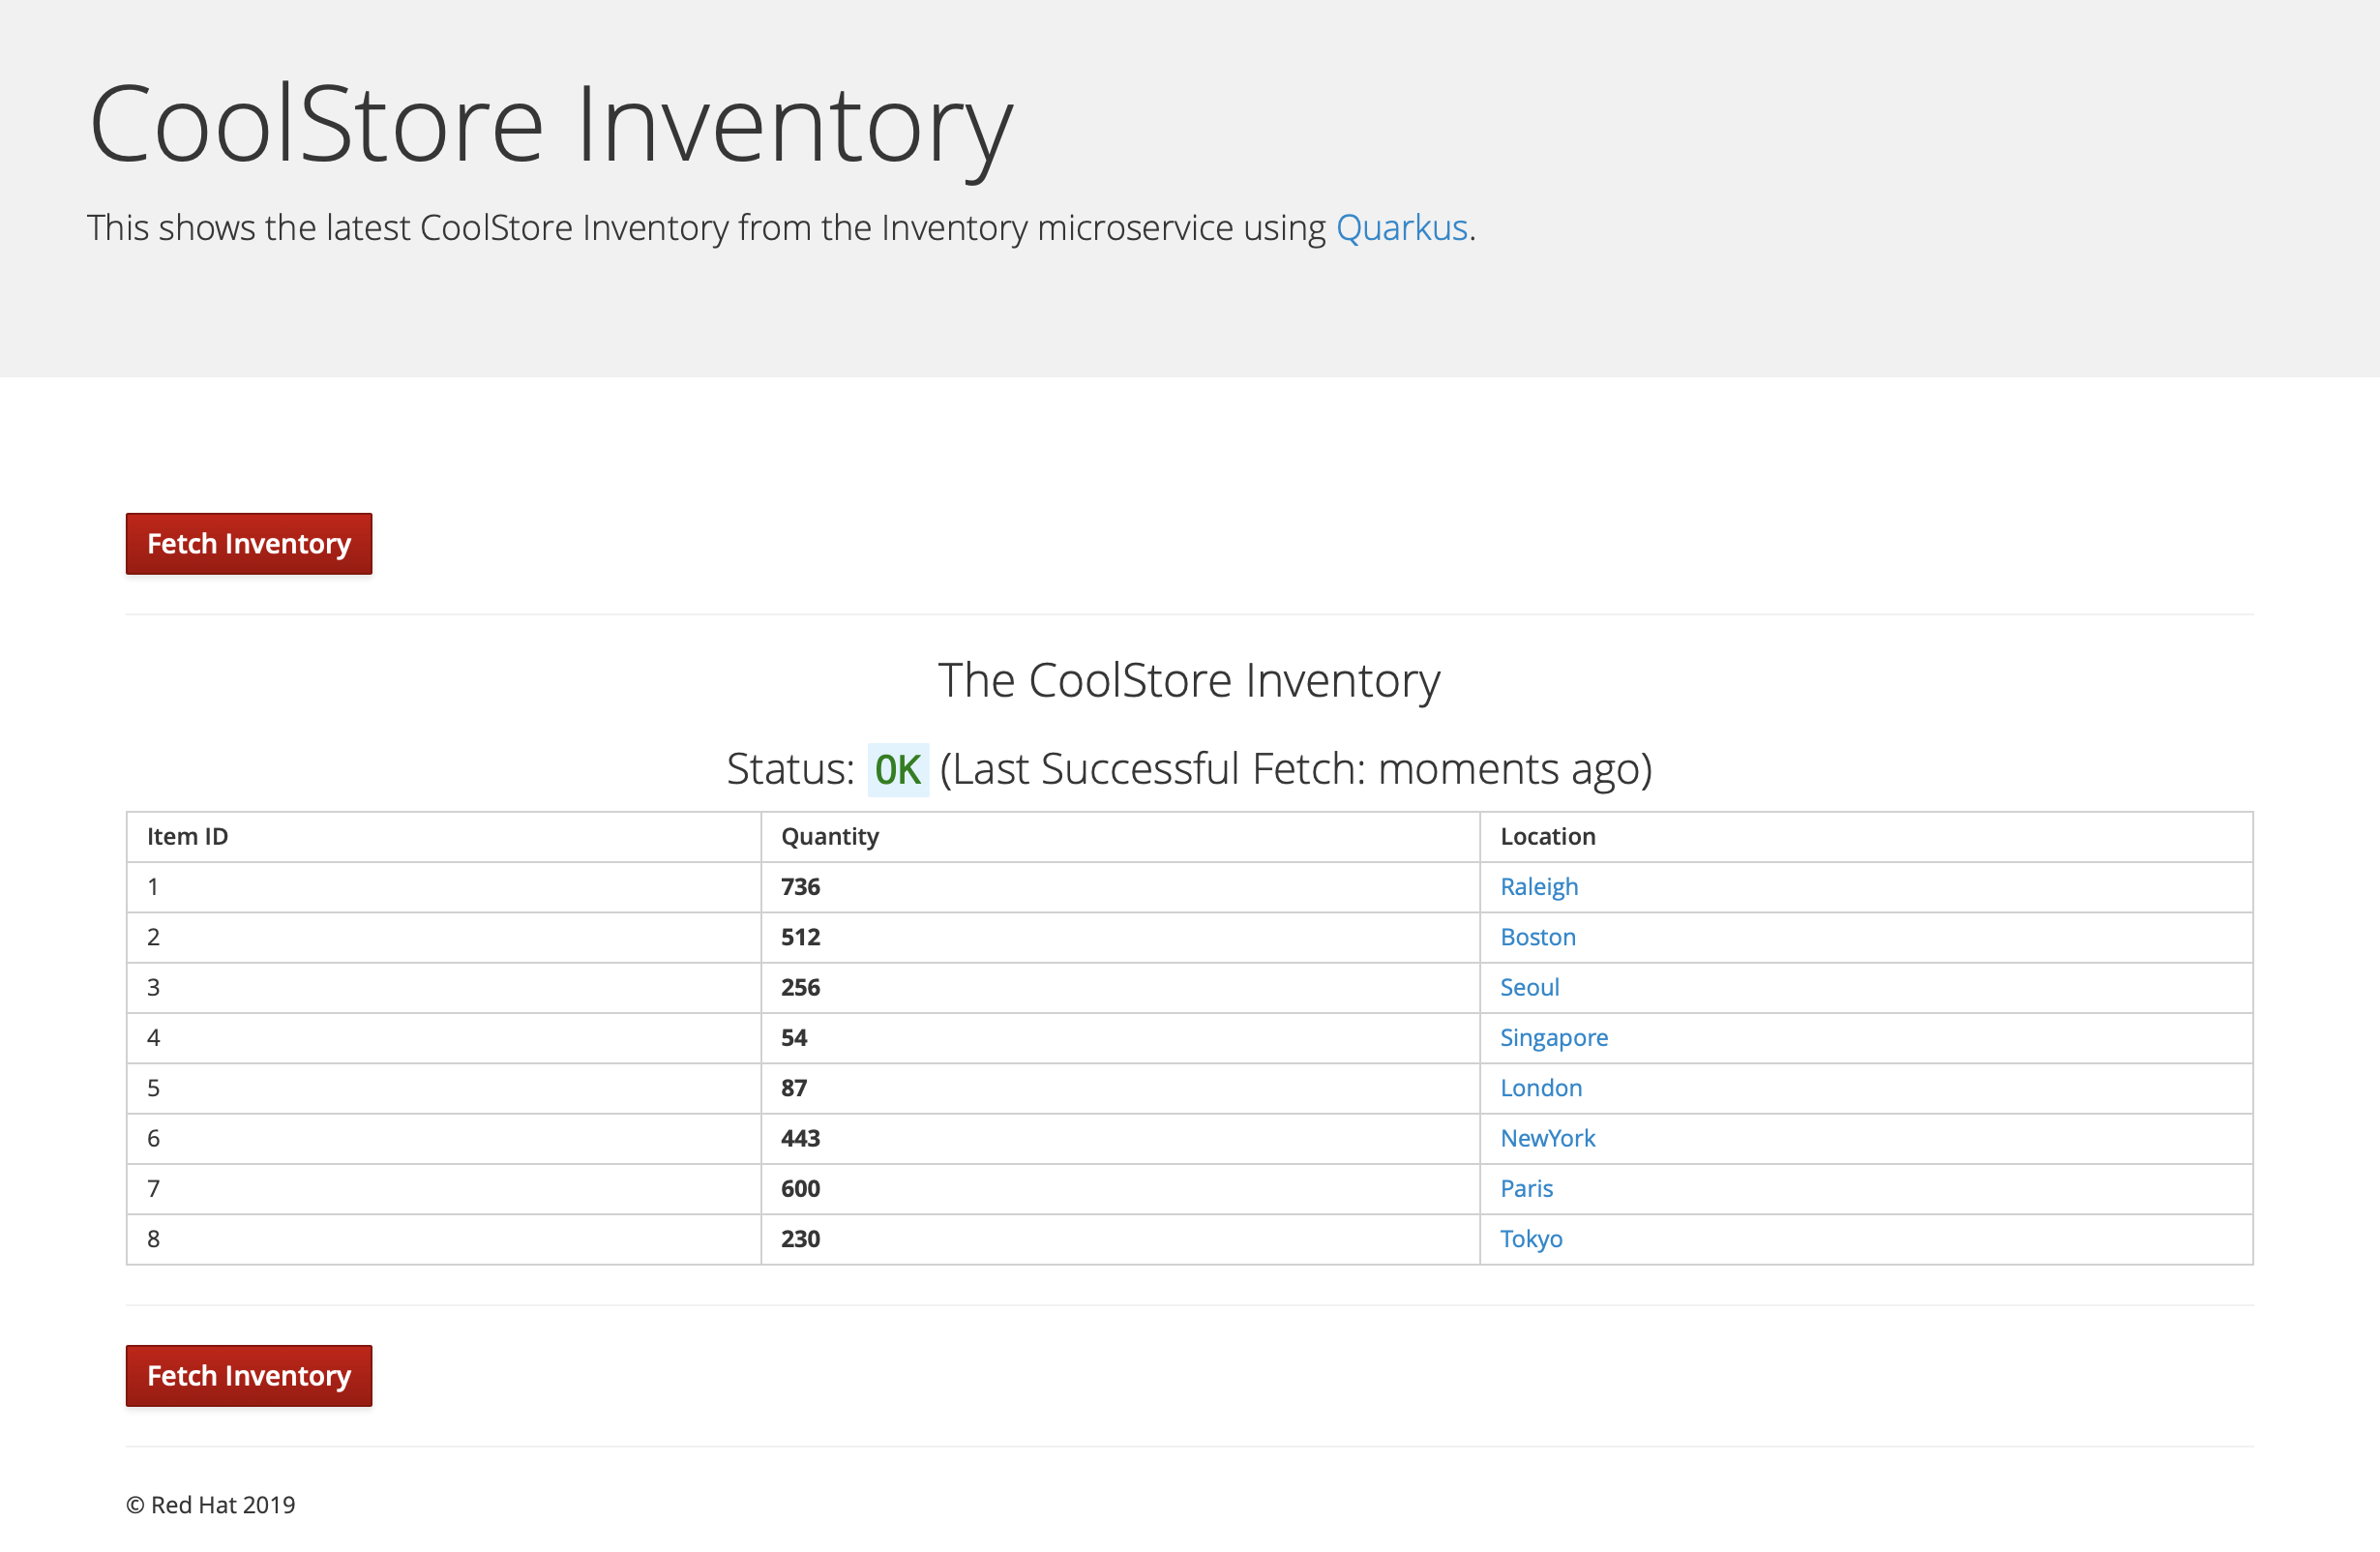 CoolStore Inventory
This shows the latest CoolStore Inventory from the Inventory microservice using Quarkus.
Fetch Inventory
The CoolStore Inventory
Status: OK (Last Successful Fetch: moments ago)
Item ID Quantity Location
1 736 Raleigh
2 512 Boston
3 256 Seoul
4 54 Singapore
5 87 London
6 443 NewYork
7 600 Paris
8 230 Tokyo
Fetch Inventory
© Red Hat 2019